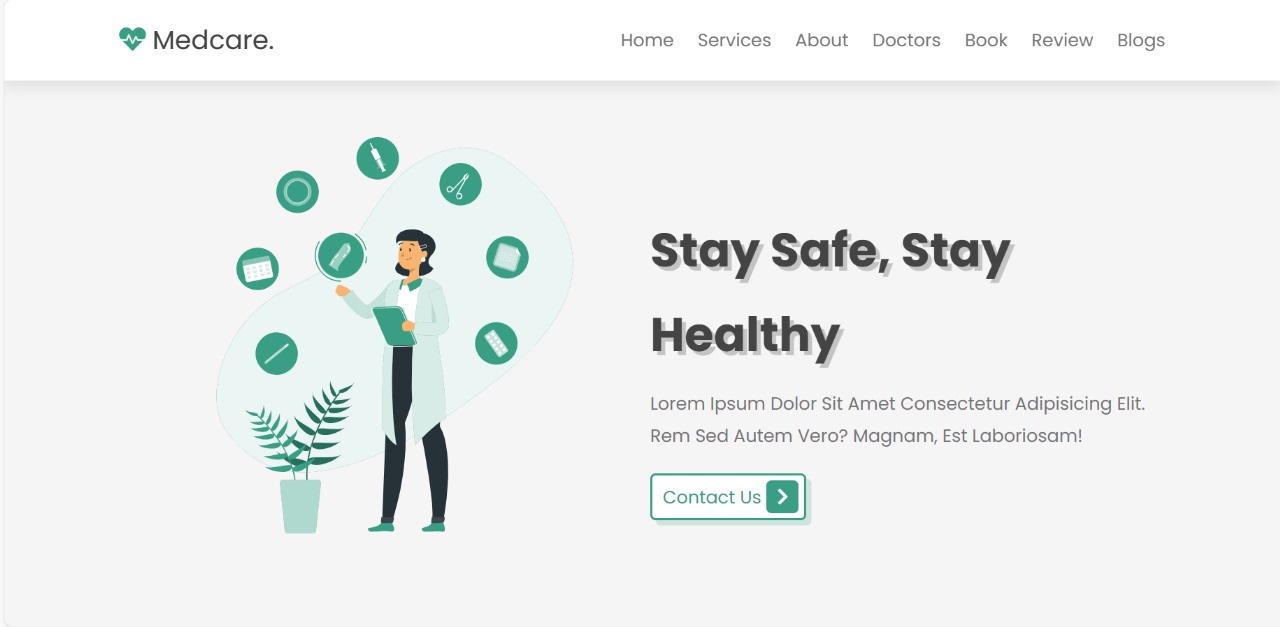 Medcare.
Home Services About Doctors Book Review Blogs
Stay Safe, Stay
Healthy
Lorem Ipsum Dolor Sit Amet Consectetur Adipisicing Elit.
Rem Sed Autem Vero? Magnam, Est Laboriosam!
Contact Us